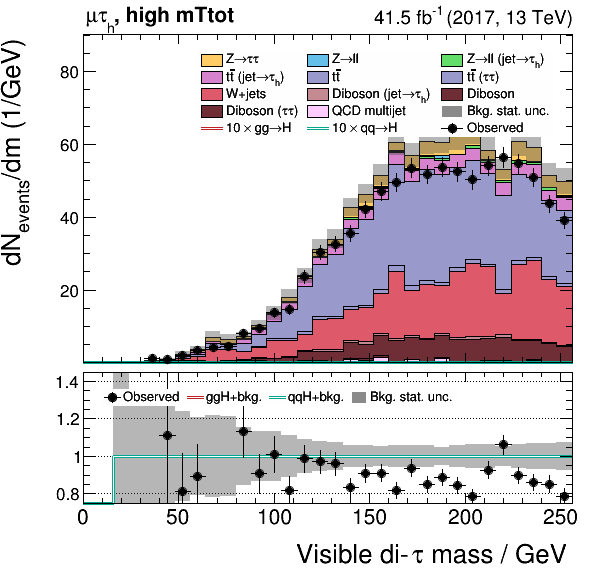 μτh, high mTtot 41.5 fb⁻¹ (2017, 13 TeV)
dNevents/dm (1/GeV)
80
60
40
20
Z→ττ Z→ll Z→ll (jet→τh)
tt̄ (jet→τh) tt̄ tt̄ (ττ)
W+jets Diboson (jet→τh) Diboson
Diboson (ττ) QCD multijet Bkg. stat. unc.
10 × gg→H 10 × qq→H Observed
1.4
1.2
1
0.8
Observed ggH+bkg. qqH+bkg. Bkg. stat. unc.
0 50 100 150 200 250
Visible di-τ mass / GeV